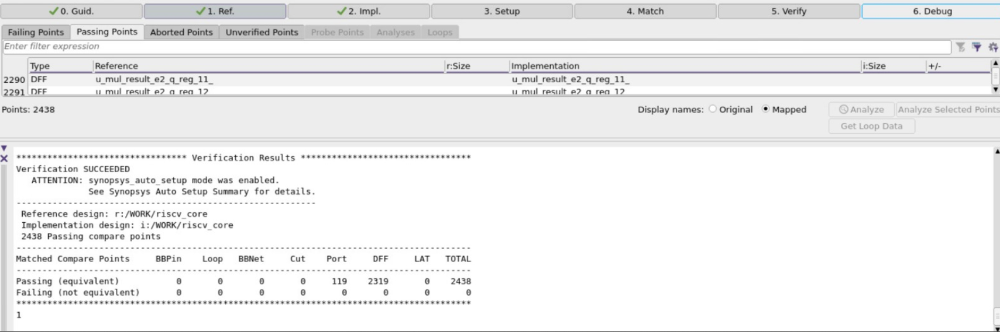 0. Guid. 1. Ref. 2. Impl. 3. Setup 4. Match 5. Verify 6. Debug
Failing Points Passing Points Aborted Points Unverified Points Probe Points Analyses Loops
Enter filter expression
Type Reference r:Size Implementation i:Size +/-
2290 DFF u_mul_result_e2_q_reg_11_ u_mul_result_e2_q_reg_11_
2291 DFF u_mul_result_e2_q_reg_12_ u_mul_result_e2_q_reg_12_
Points: 2438 Display names: Original Mapped Analyze Analyze Selected Points
Get Loop Data
********************************* Verification Results *********************************
Verification SUCCEEDED
ATTENTION: synopsys_auto_setup mode was enabled.
See Synopsys Auto Setup Summary for details.
----------------------------------------------------------
Reference design: r:/WORK/riscv_core
Implementation design: i:/WORK/riscv_core
2438 Passing compare points
----------------------------------------------------------------------------------------
Matched Compare Points BBPin Loop BBNet Cut Port DFF LAT TOTAL
----------------------------------------------------------------------------------------
Passing (equivalent) 0 0 0 0 119 2319 0 2438
Failing (not equivalent) 0 0 0 0 0 0 0 0
****************************************************************************************
1